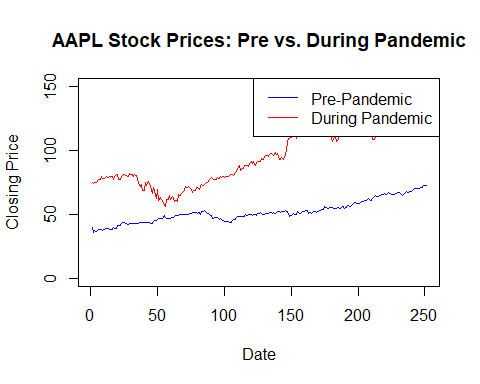 AAPL Stock Prices: Pre vs. During Pandemic
Pre-Pandemic
During Pandemic
Closing Price
150
100
50
0
0 50 100 150 200 250
Date